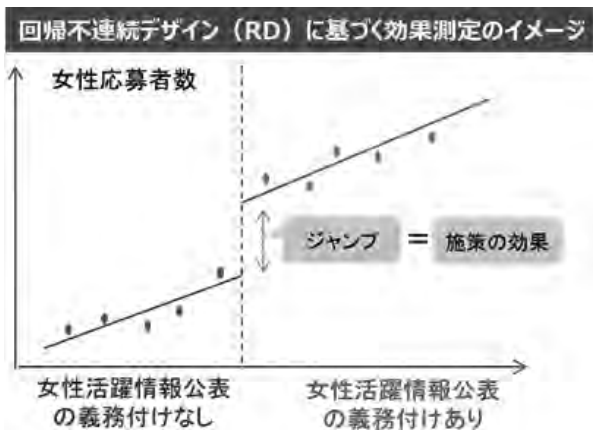 回帰不連続デザイン（RD）に基づく効果測定のイメージ
女性応募者数
ジャンプ ＝ 施策の効果
女性活躍情報公表
の義務付けなし
女性活躍情報公表
の義務付けあり